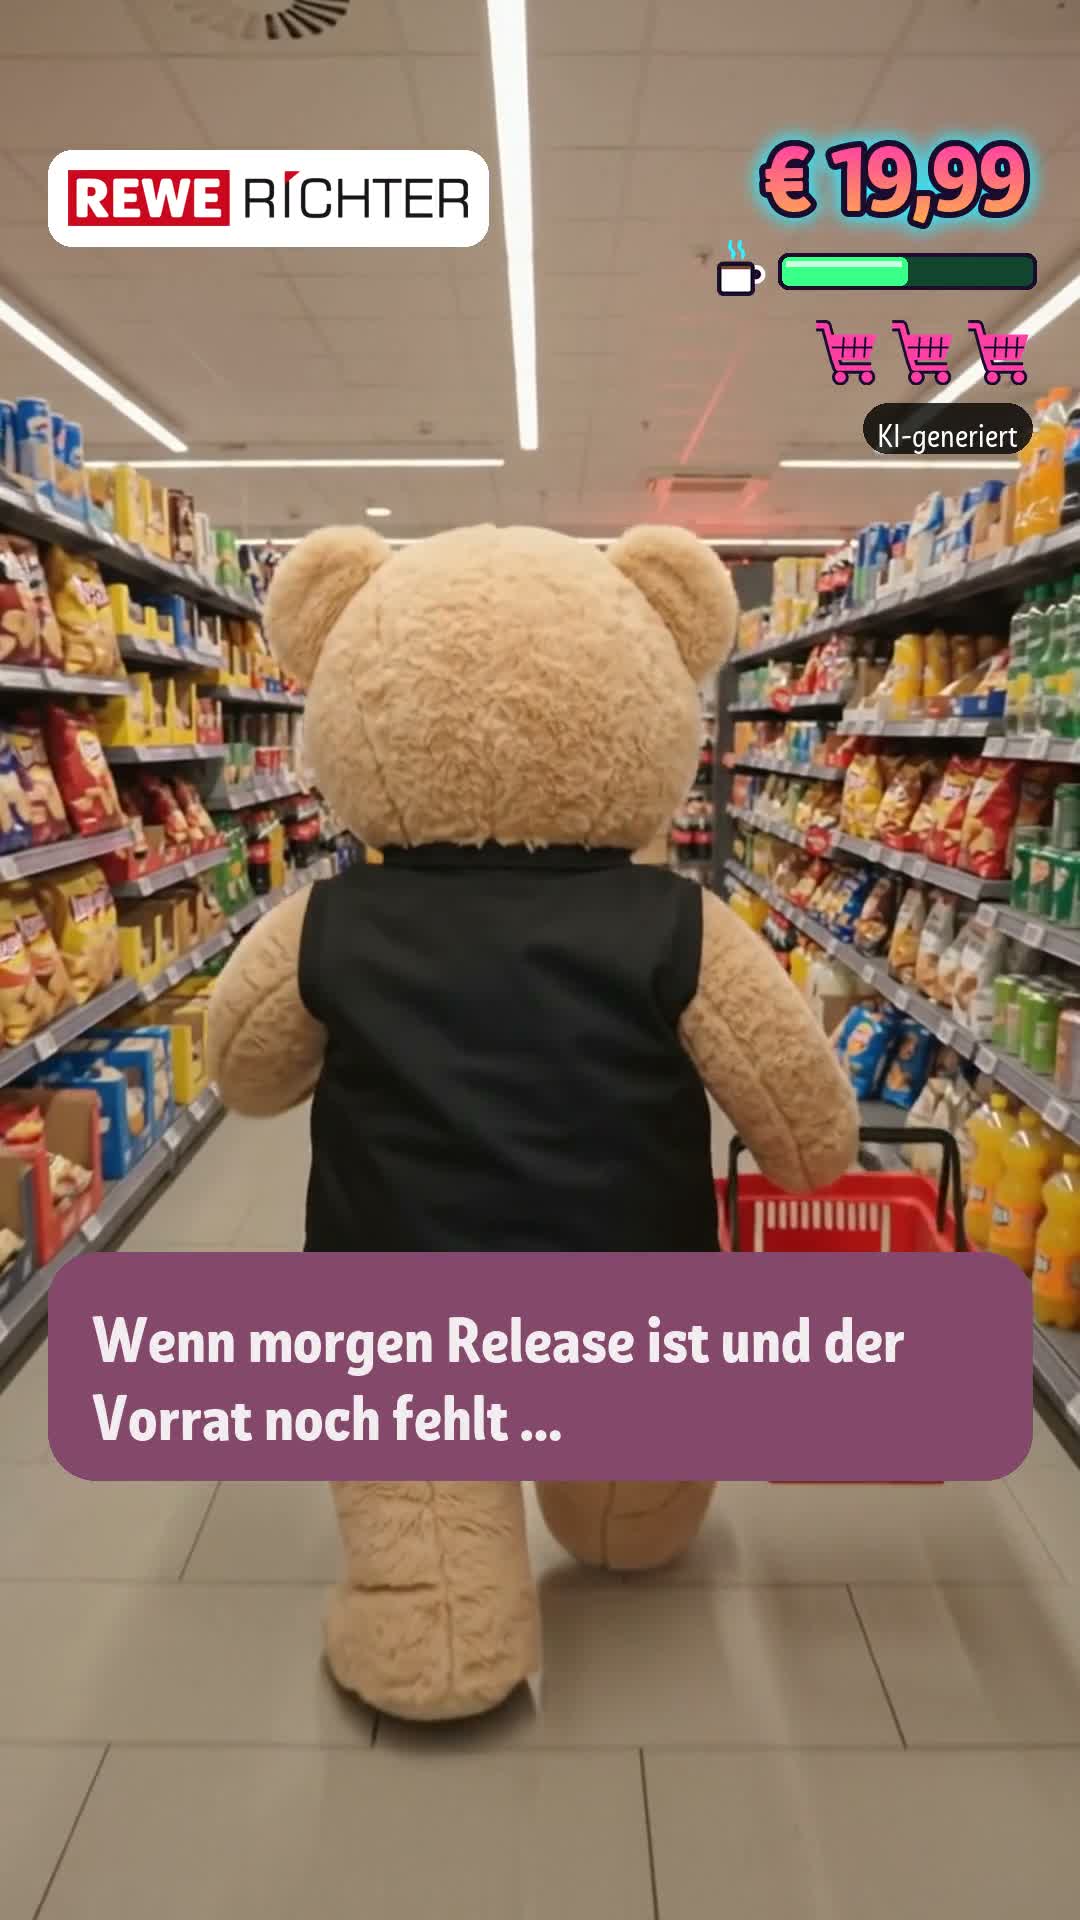 REWE RICHTER
€ 19,99
KI-generiert
Wenn morgen Release ist und der
Vorrat noch fehlt ...